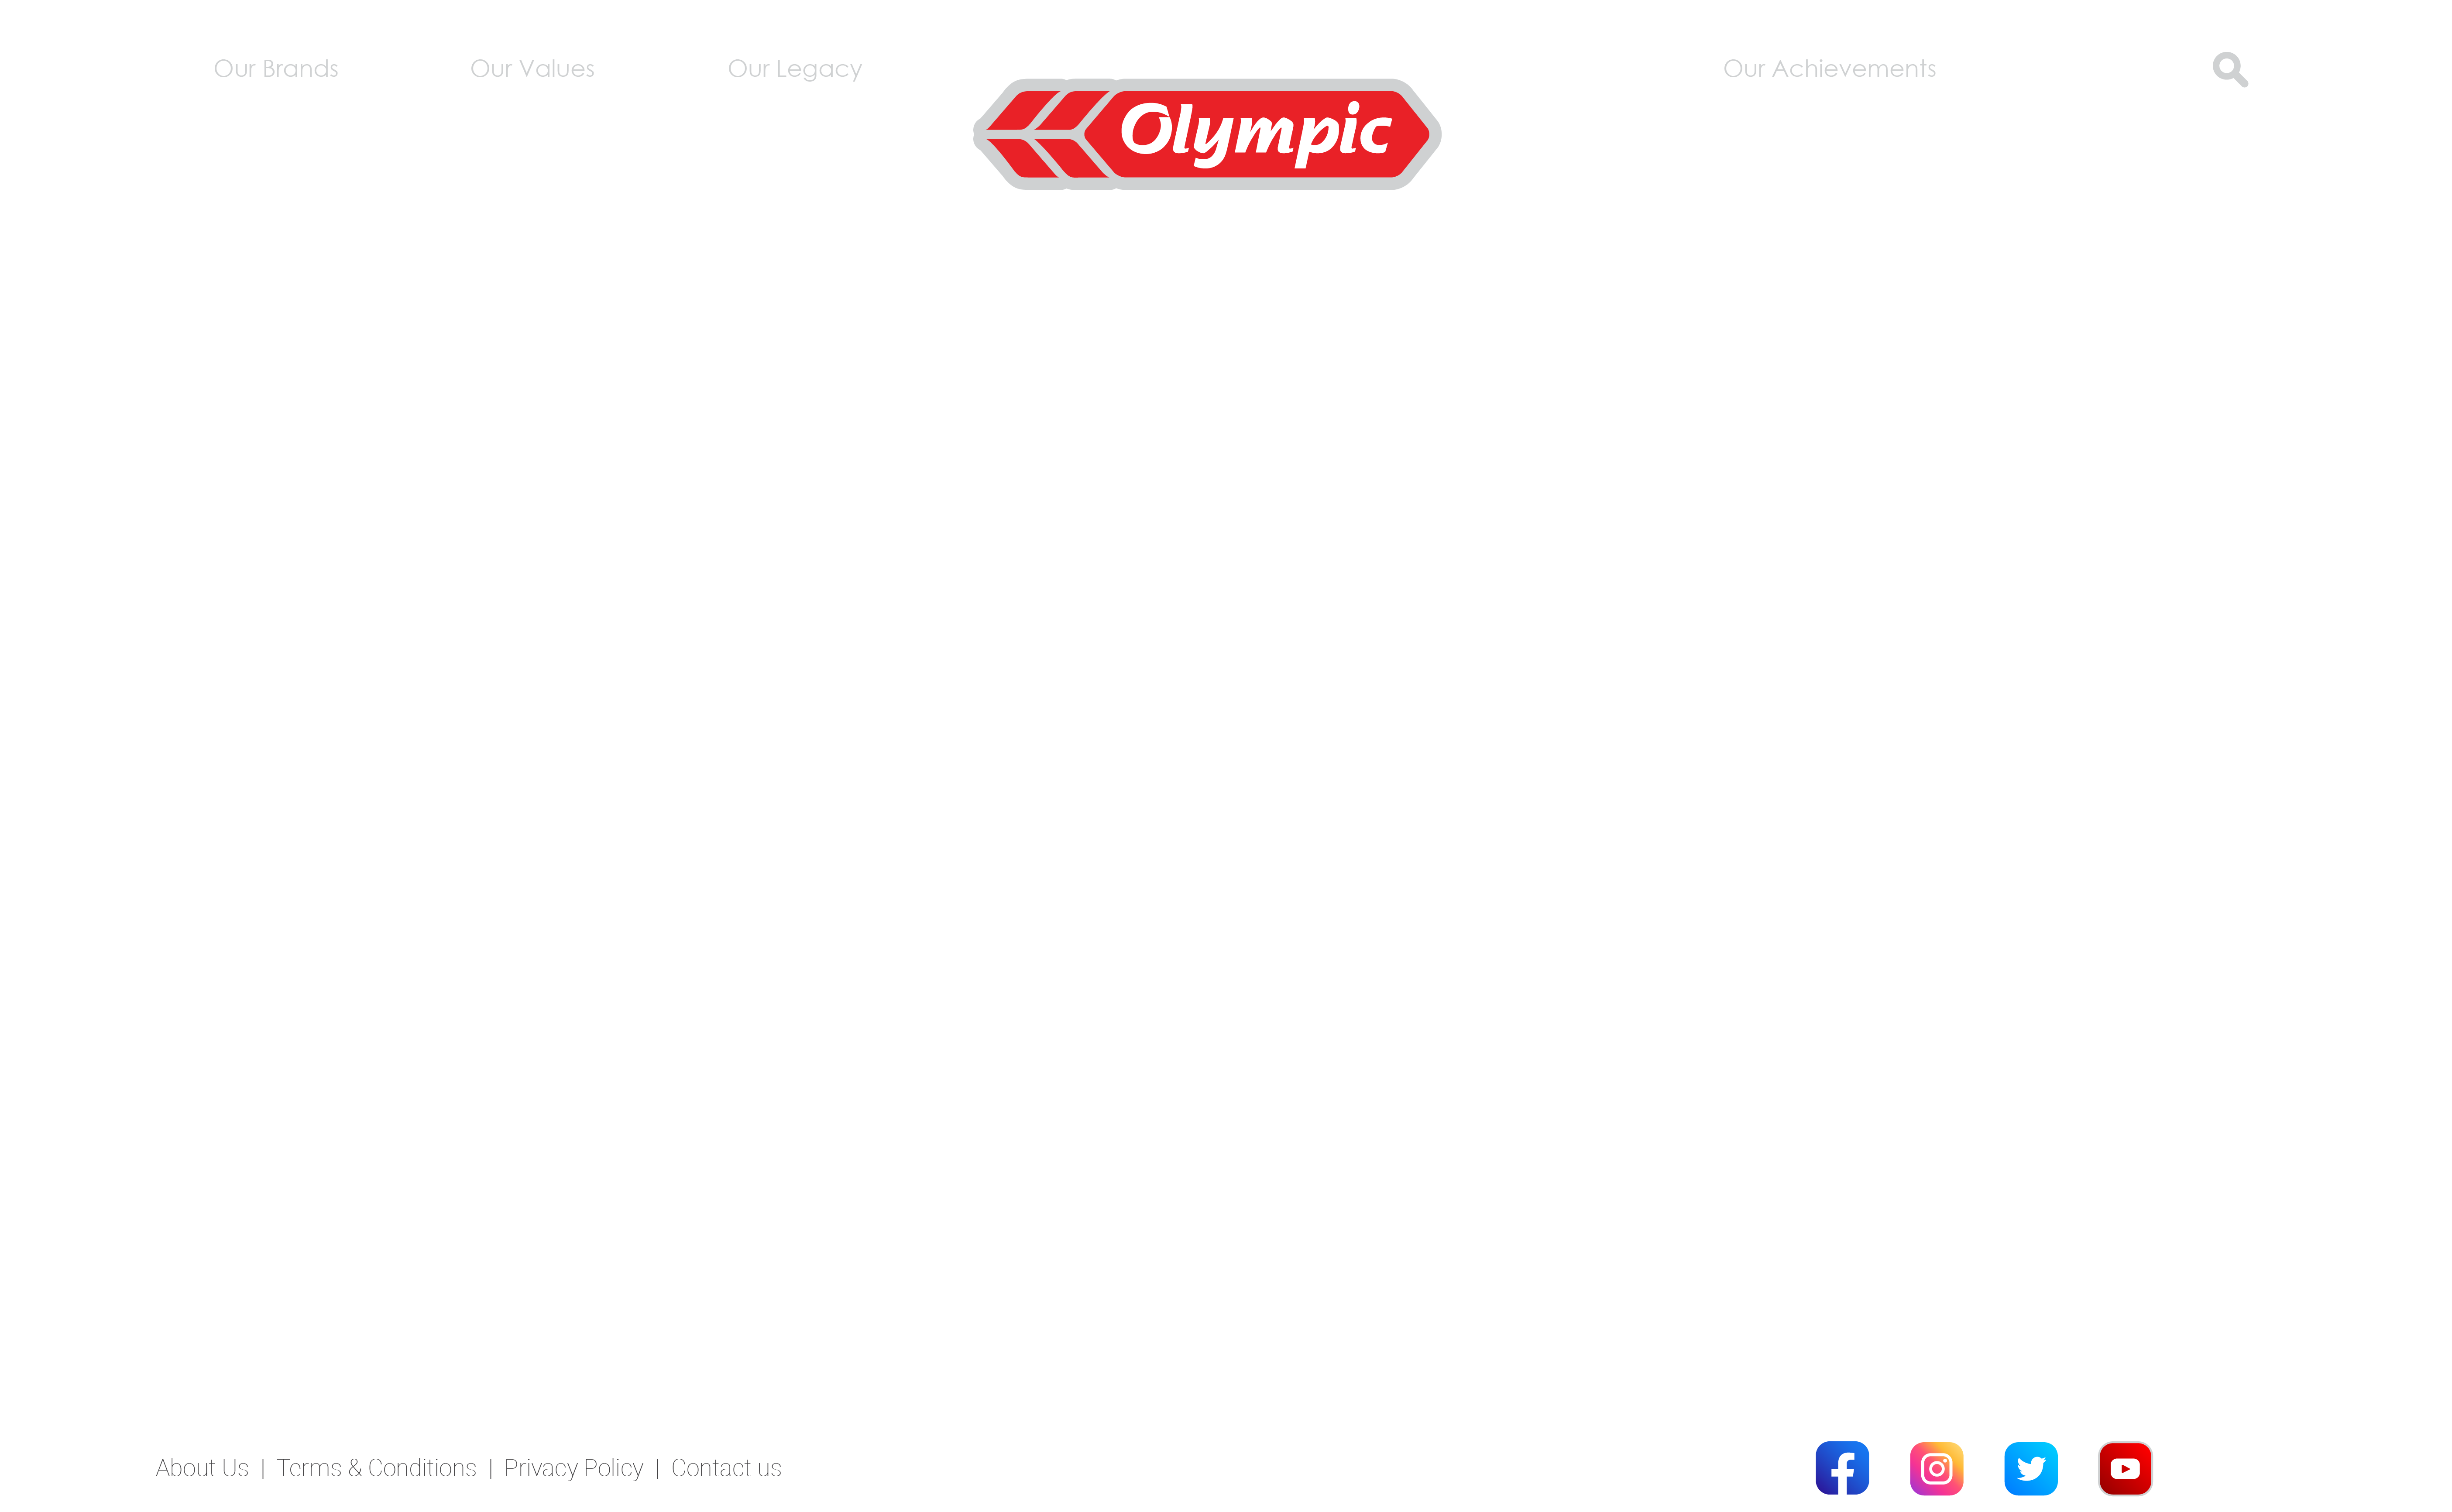 Our Brands
Our Values
Our Legacy
Olympic
Our Achievements
About Us | Terms & Conditions | Privacy Policy | Contact us